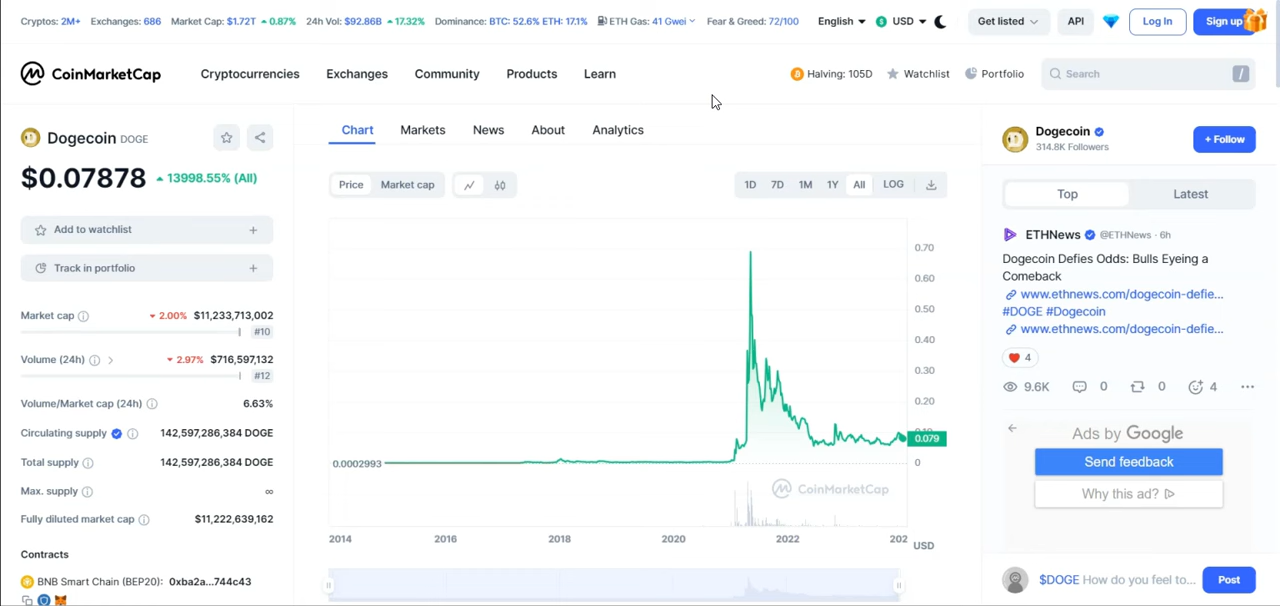 Cryptos: 2M+ Exchanges: 686 Market Cap: $1.72T 0.87% 24h Vol: $92.86B 17.32% Dominance: BTC: 52.6% ETH: 17.1% ETH Gas: 41 Gwei Fear & Greed: 72/100 English USD Get listed API Log In Sign up
CoinMarketCap Cryptocurrencies Exchanges Community Products Learn Halving: 105D Watchlist Portfolio Search /
Dogecoin DOGE
$0.07878 13998.55% (All)
Add to watchlist +
Track in portfolio +
Market cap 2.00% $11,233,713,002
#10
Volume (24h) 2.97% $716,597,132
#12
Volume/Market cap (24h) 6.63%
Circulating supply 142,597,286,384 DOGE
Total supply 142,597,286,384 DOGE
Max. supply ∞
Fully diluted market cap $11,222,639,162
Contracts
BNB Smart Chain (BEP20): 0xba2a...744c43
Chart Markets News About Analytics
Price Market cap 1D 7D 1M 1Y All LOG
0.70
0.60
0.50
0.40
0.30
0.20
0.079
0.0002993 0
CoinMarketCap
2014 2016 2018 2020 2022 202 USD
Dogecoin
314.8K Followers
+ Follow
Top Latest
ETHNews @ETHNews · 6h
Dogecoin Defies Odds: Bulls Eyeing a
Comeback
www.ethnews.com/dogecoin-defie...
#DOGE #Dogecoin
www.ethnews.com/dogecoin-defie...
4
9.6K 0 0 4
Ads by Google
Send feedback
Why this ad?
$DOGE How do you feel to... Post